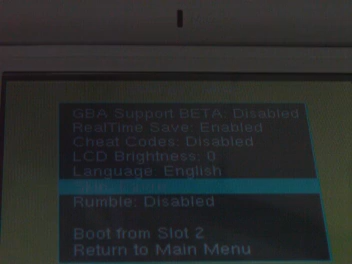 GBA Support BETA: Disabled
RealTime Save: Enabled
Cheat Codes: Disabled
LCD Brightness: 0
Language: English
Rumble: Disabled
Boot from Slot 2
Return to Main Menu